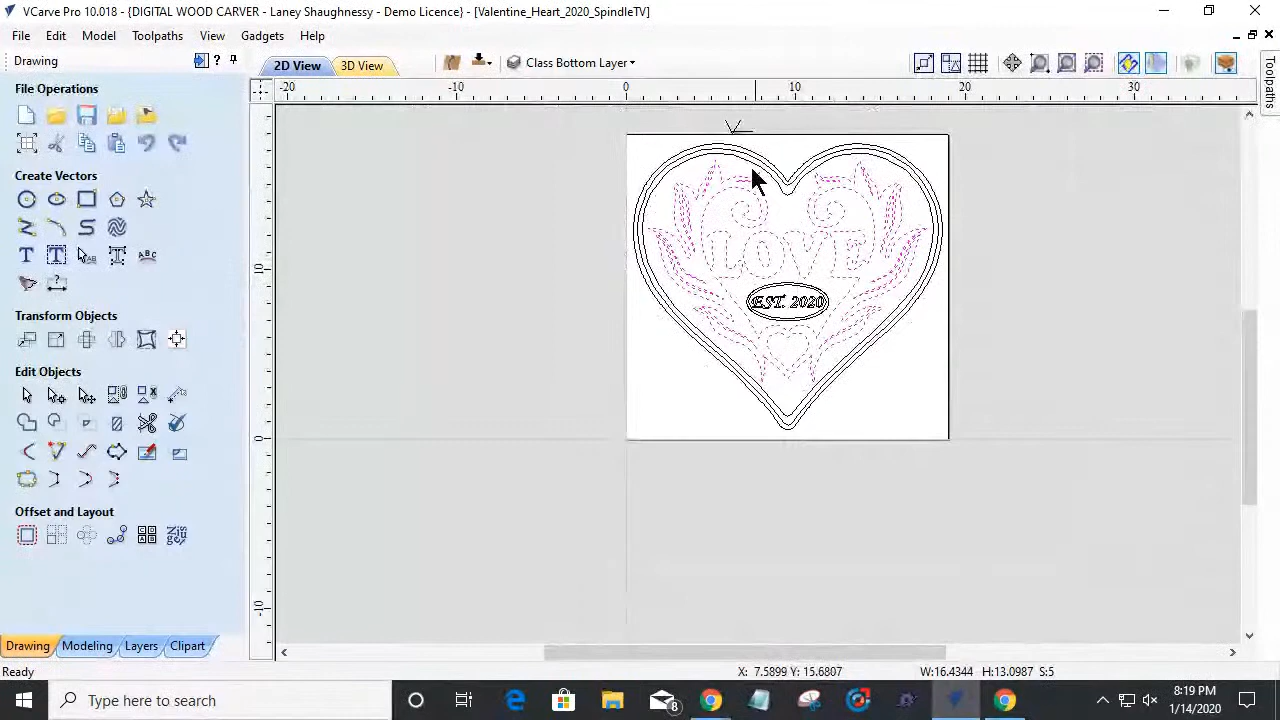 VCarve Pro 10.018 - {DIGITAL WOOD CARVER - Laney Shaughnessy - Demo Licence} - [Valentine_Heart_2020_SpindleTV]
File Edit Model Toolpaths View Gadgets Help
Drawing ?
2D View 3D View Class Bottom Layer
Toolpaths
File Operations
-20 -10 0 10 20 30
Create Vectors
LOVE
10
EST. 2020
Transform Objects
Edit Objects
0
Offset and Layout
-10
Drawing Modeling Layers Clipart
Ready X: 7.5899 Y: 15.6807 W:16.4344 H:13.0987 S:5
Type here to search
8
8:19 PM
1/14/2020